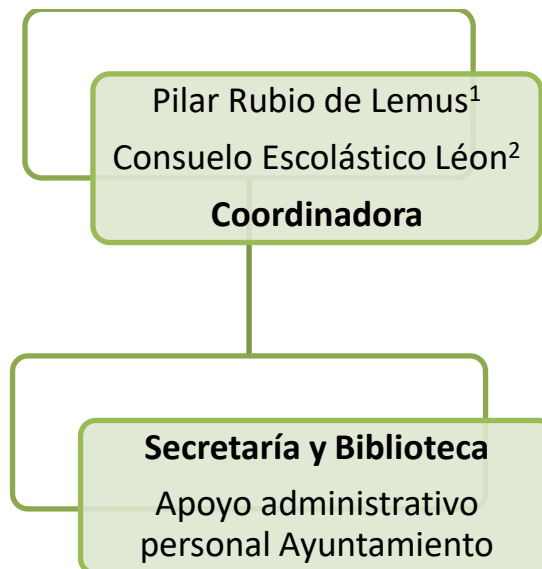 Pilar Rubio de Lemus¹
Consuelo Escolástico Léon²
Coordinadora
Secretaría y Biblioteca
Apoyo administrativo
personal Ayuntamiento